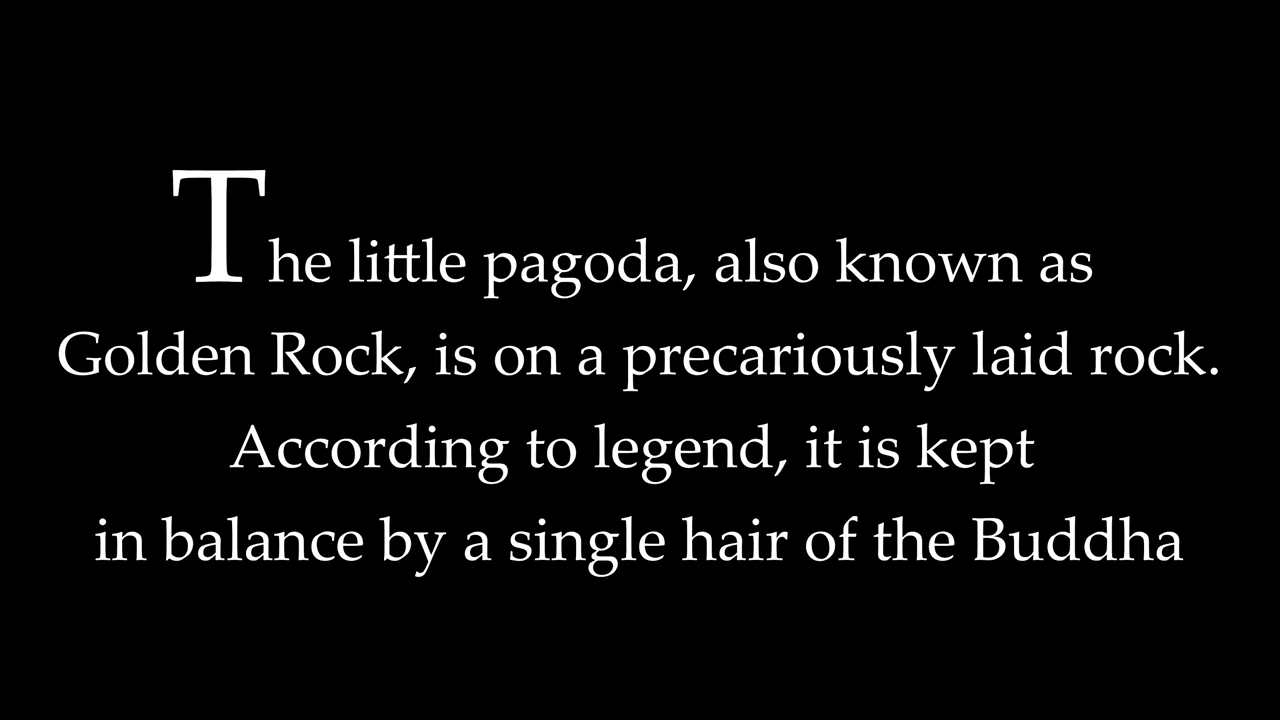 The little pagoda, also known as
Golden Rock, is on a precariously laid rock.
According to legend, it is kept
in balance by a single hair of the Buddha